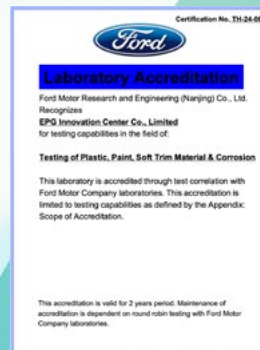 Certification No. TH-24-
Ford
Laboratory Accreditation
Ford Motor Research and Engineering (Nanjing) Co., Ltd.
Recognizes
EPG Innovation Center Co., Limited
for testing capabilities in the field of:
Testing of Plastic, Paint, Soft Trim Material & Corrosion
This laboratory is accredited through test correlation with
Ford Motor Company laboratories. This accreditation is
limited to testing capabilities as defined by the Appendix:
Scope of Accreditation.
This accreditation is valid for 2 years period. Maintenance of
accreditation is dependent on round robin testing with Ford Motor
Company laboratories.